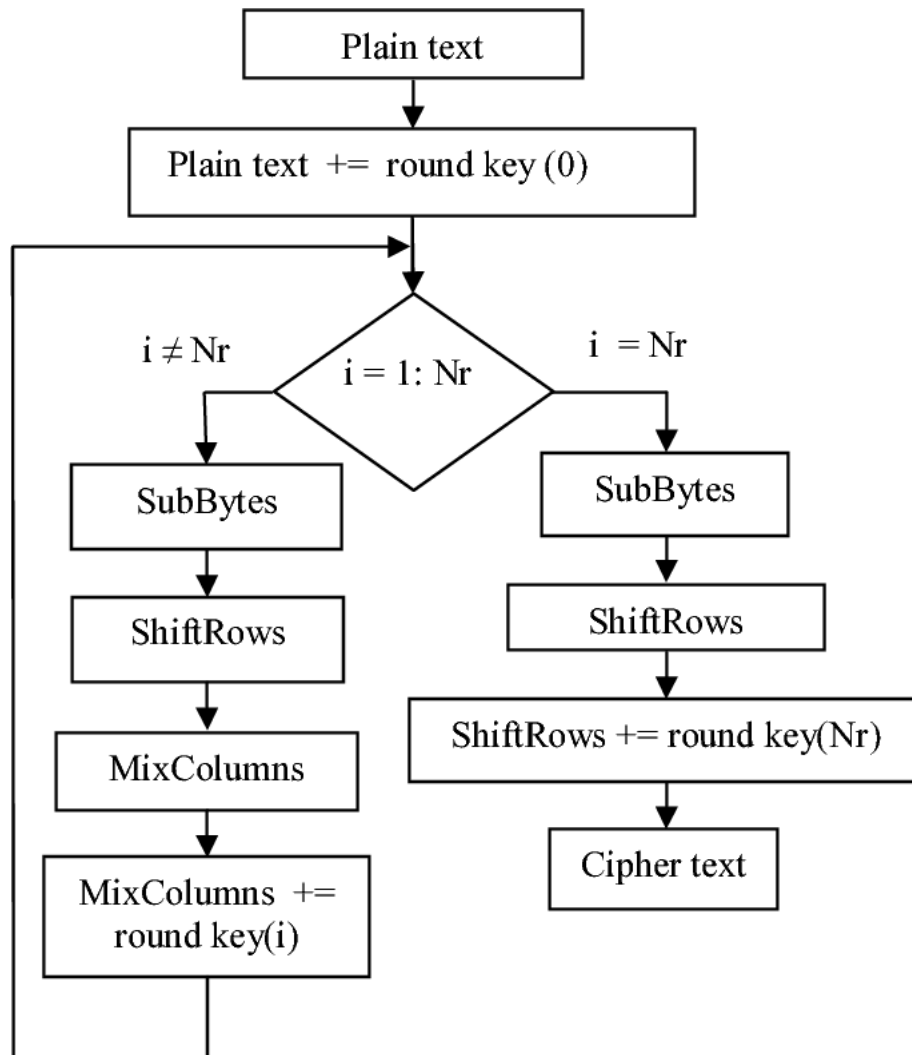 Plain text
Plain text += round key (0)
i ≠ Nr
i = Nr
i = 1: Nr
SubBytes
ShiftRows
MixColumns
MixColumns +=
round key(i)
SubBytes
ShiftRows
ShiftRows += round key(Nr)
Cipher text